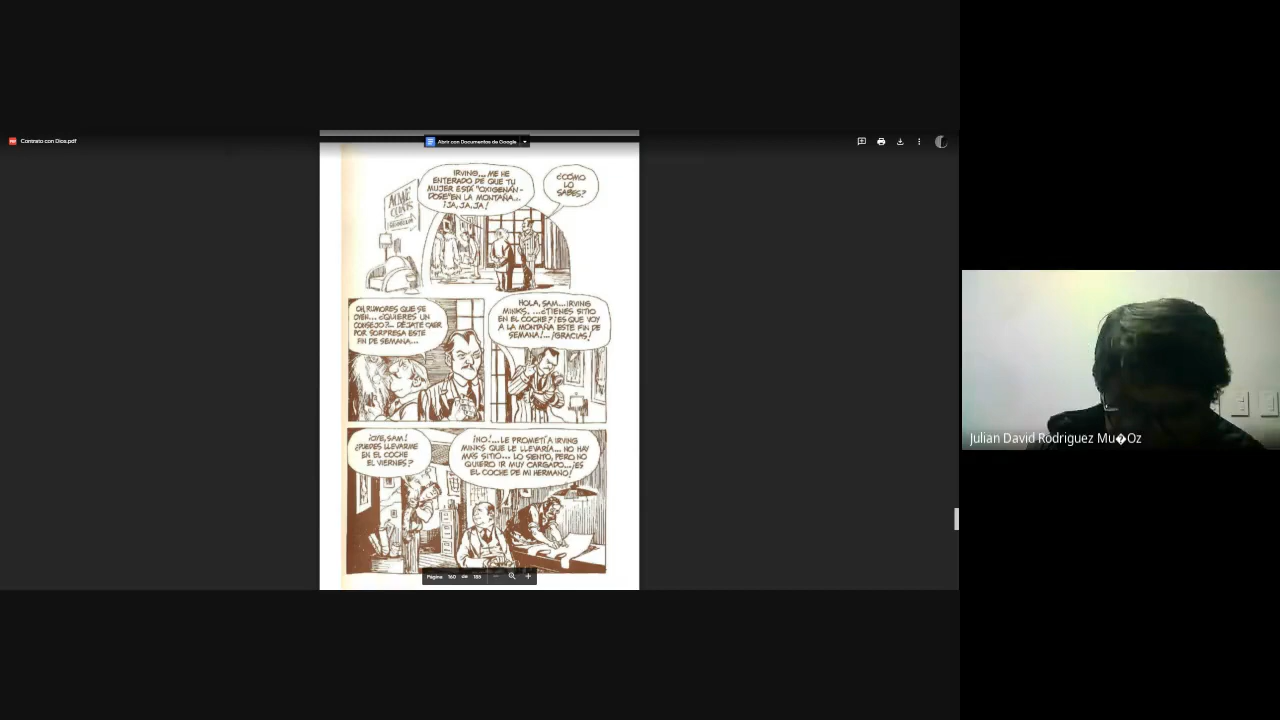 Contrato con Dios.pdf
Abrir con Documentos de Google
IRVING... ME HE
ENTERADO DE QUE TU
MUJER ESTÁ "OXIGENÁN-
DOSE" EN LA MONTAÑA...
¡JA, JA, JA!
¿CÓMO
LO
SABES?
ACME
OH, RUMORES QUE SE
OYEN... ¿QUIERES UN
CONSEJO?... DÉJATE CAER
POR SORPRESA ESTE
FIN DE SEMANA...
HOLA, SAM... IRVING
MINKS. ...¿TIENES SITIO
EN EL COCHE? ¡ES QUE VOY
A LA MONTAÑA ESTE FIN DE
SEMANA!... ¡GRACIAS!
¡OYE, SAM!
¿PUEDES LLEVARME
EN EL COCHE
EL VIERNES?
¡NO!...LE PROMETÍ A IRVING
MINKS QUE LE LLEVARÍA... NO HAY
MÁS SITIO... LO SIENTO, PERO NO
QUIERO IR MUY CARGADO...¡ES
EL COCHE DE MI HERMANO!
Página 160 de 188
Julian David Rodriguez Mu�Oz